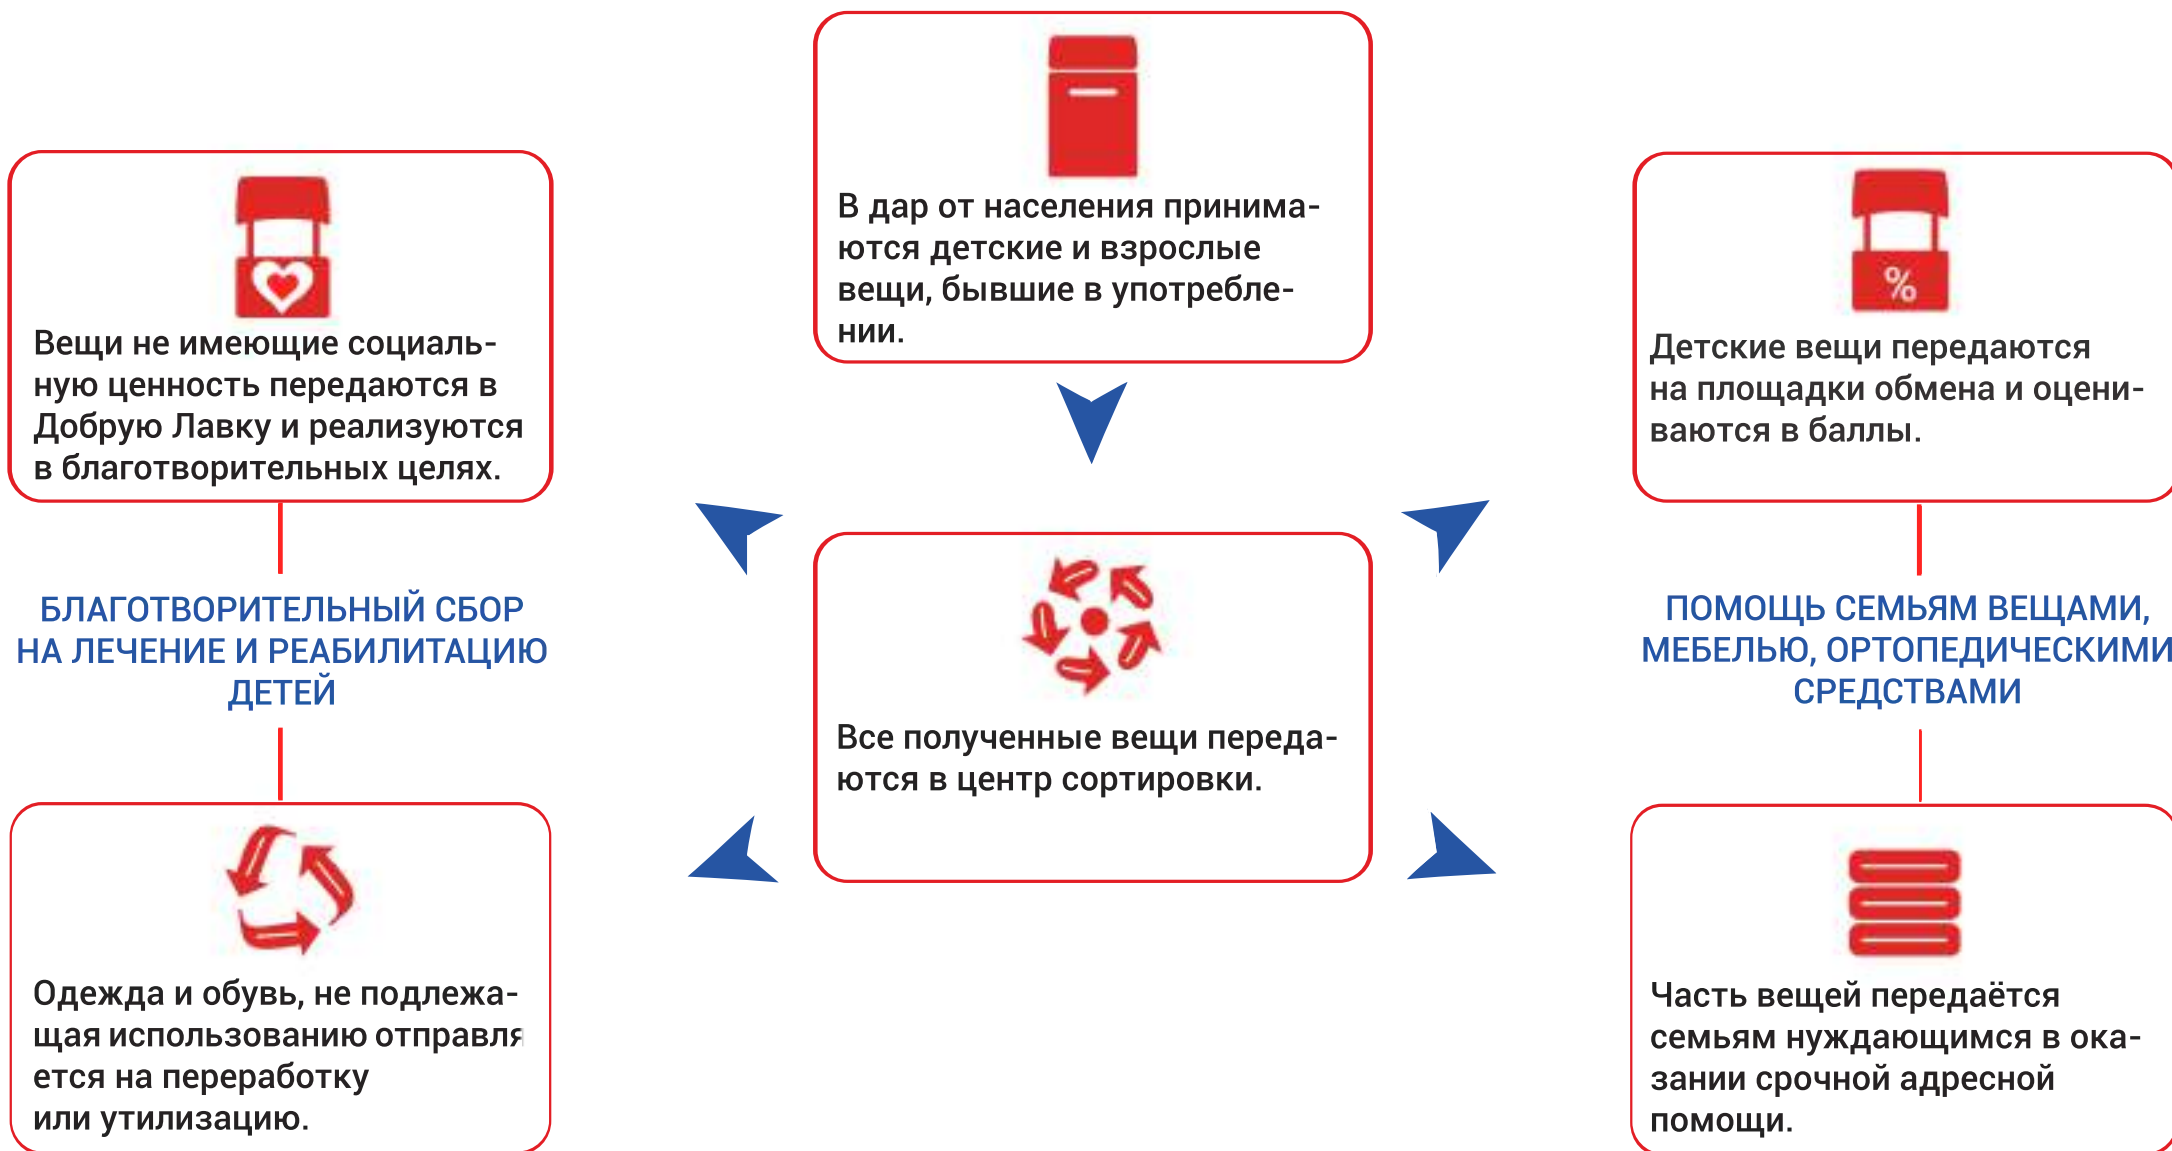 В дар от населения принима-
ются детские и взрослые
вещи, бывшие в употребле-
нии.
Вещи не имеющие социаль-
ную ценность передаются в
Добрую Лавку и реализуются
в благотворительных целях.
%
Детские вещи передаются
на площадки обмена и оцени-
ваются в баллы.
БЛАГОТВОРИТЕЛЬНЫЙ СБОР
НА ЛЕЧЕНИЕ И РЕАБИЛИТАЦИЮ
ДЕТЕЙ
Все полученные вещи переда-
ются в центр сортировки.
ПОМОЩЬ СЕМЬЯМ ВЕЩАМИ,
МЕБЕЛЬЮ, ОРТОПЕДИЧЕСКИМИ
СРЕДСТВАМИ
Одежда и обувь, не подлежа-
щая использованию отправля
ется на переработку
или утилизацию.
Часть вещей передаётся
семьям нуждающимся в ока-
зании срочной адресной
помощи.